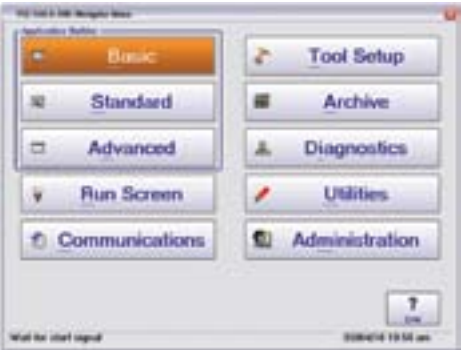 Basic
Standard
Advanced
Run Screen
Communications
Tool Setup
Archive
Diagnostics
Utilities
Administration
?
Wait for start signal